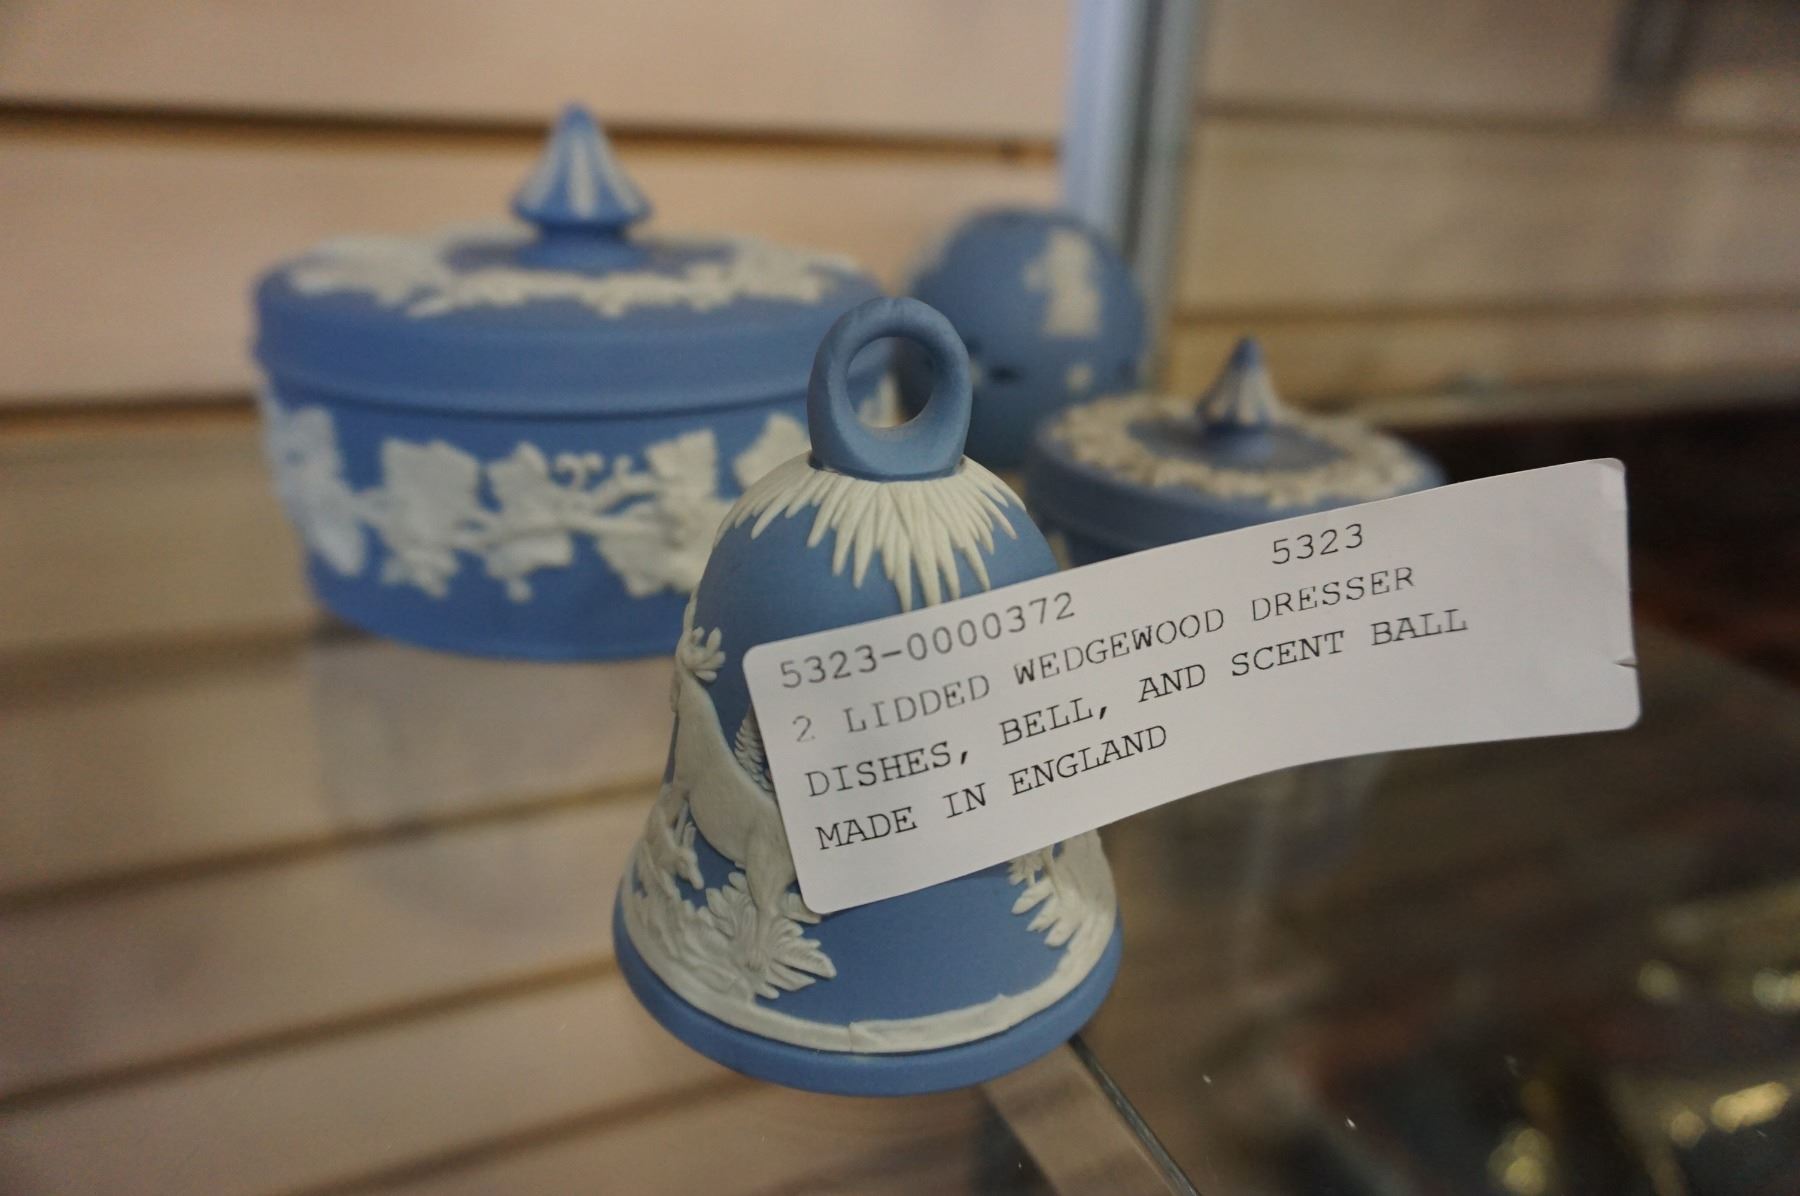 5323
5323-0000372
2 LIDDED WEDGEWOOD DRESSER
DISHES, BELL, AND SCENT BALL
MADE IN ENGLAND